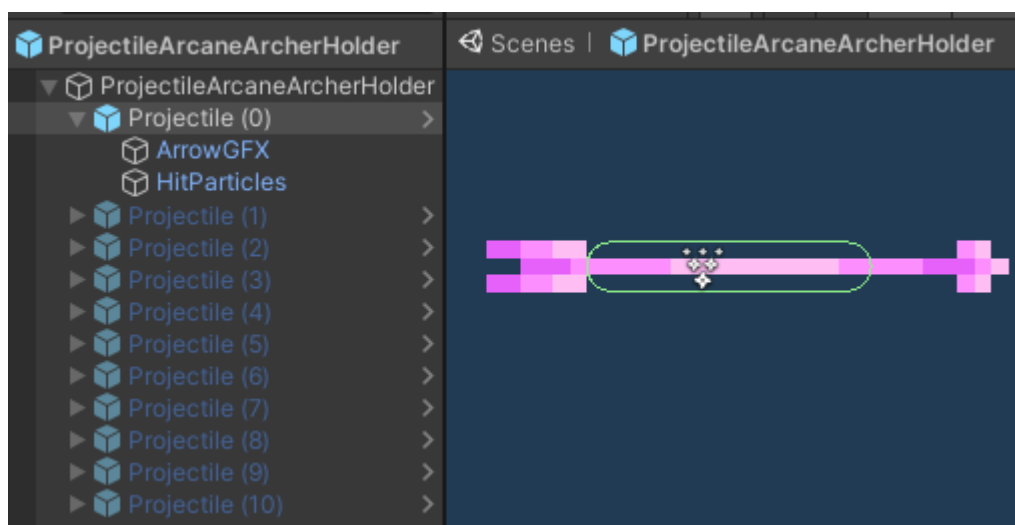 ProjectileArcaneArcherHolder
Scenes | ProjectileArcaneArcherHolder
ProjectileArcaneArcherHolder
Projectile (0)
ArrowGFX
HitParticles
Projectile (1)
Projectile (2)
Projectile (3)
Projectile (4)
Projectile (5)
Projectile (6)
Projectile (7)
Projectile (8)
Projectile (9)
Projectile (10)